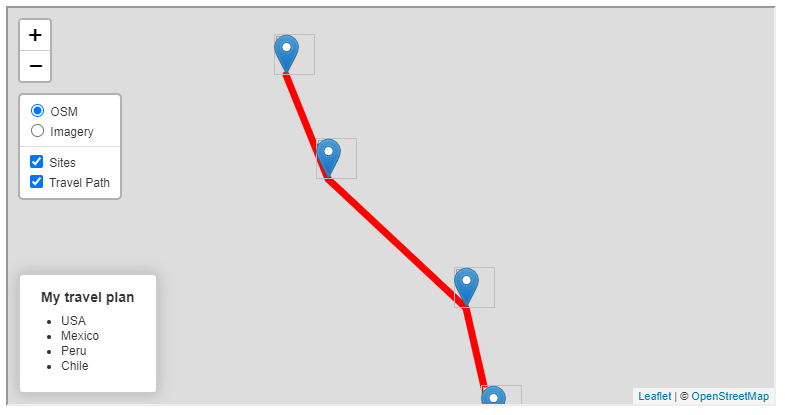 +
−
OSM
Imagery
Sites
Travel Path
My travel plan
• USA
• Mexico
• Peru
• Chile
Leaflet | © OpenStreetMap